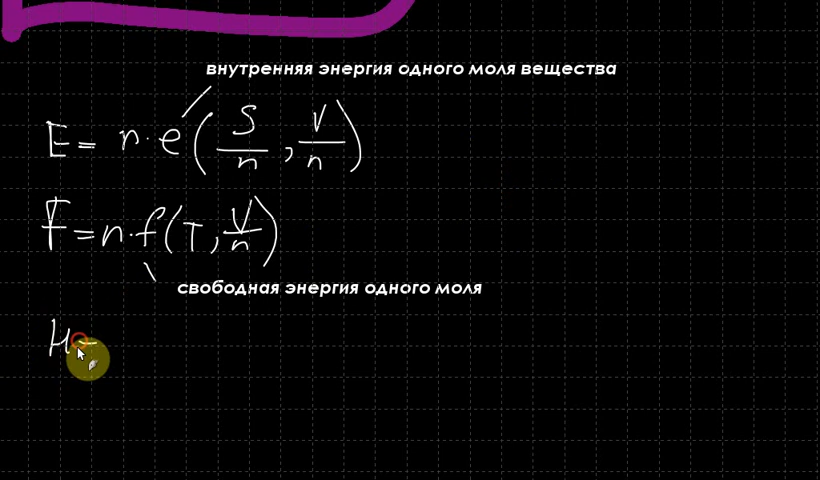 внутренняя энергия одного моля вещества
E = n · e ( S/n , V/n )
F = n · f ( T , V/n )
свободная энергия одного моля
H =